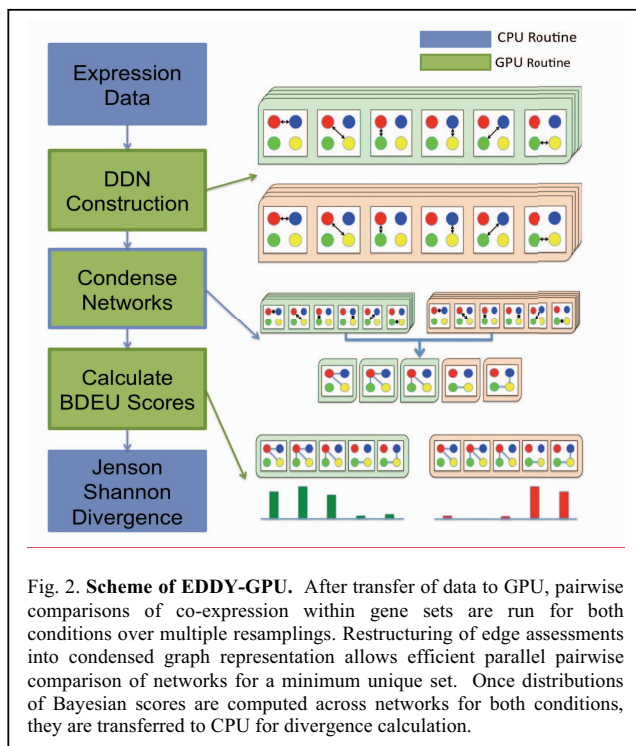 CPU Routine
GPU Routine
Expression
Data
DDN
Construction
Condense
Networks
Calculate
BDEU Scores
Jenson
Shannon
Divergence
Fig. 2. Scheme of EDDY-GPU. After transfer of data to GPU, pairwise
comparisons of co-expression within gene sets are run for both
conditions over multiple resamplings. Restructuring of edge assessments
into condensed graph representation allows efficient parallel pairwise
comparison of networks for a minimum unique set. Once distributions
of Bayesian scores are computed across networks for both conditions,
they are transferred to CPU for divergence calculation.